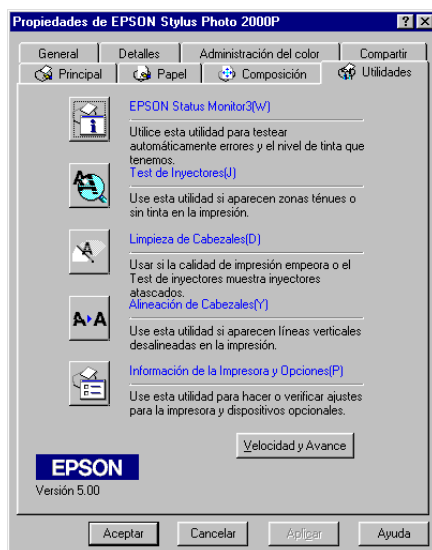 Propiedades de EPSON Stylus Photo 2000P
General Detalles Administración del color Compartir
Principal Papel Composición Utilidades
EPSON Status Monitor3(W)
Utilice esta utilidad para testear
automáticamente errores y el nivel de tinta que
tenemos.
Test de Inyectores(J)
Use esta utilidad si aparecen zonas ténues o
sin tinta en la impresión.
Limpieza de Cabezales(D)
Usar si la calidad de impresión empeora o el
Test de inyectores muestra inyectores
atascados.
Alineación de Cabezales(Y)
Use esta utilidad si aparecen líneas verticales
desalineadas en la impresión.
Información de la Impresora y Opciones(P)
Use esta utilidad para hacer o verificar ajustes
para la impresora y dispositivos opcionales.
Velocidad y Avance
EPSON
Versión 5.00
Aceptar Cancelar Aplicar Ayuda